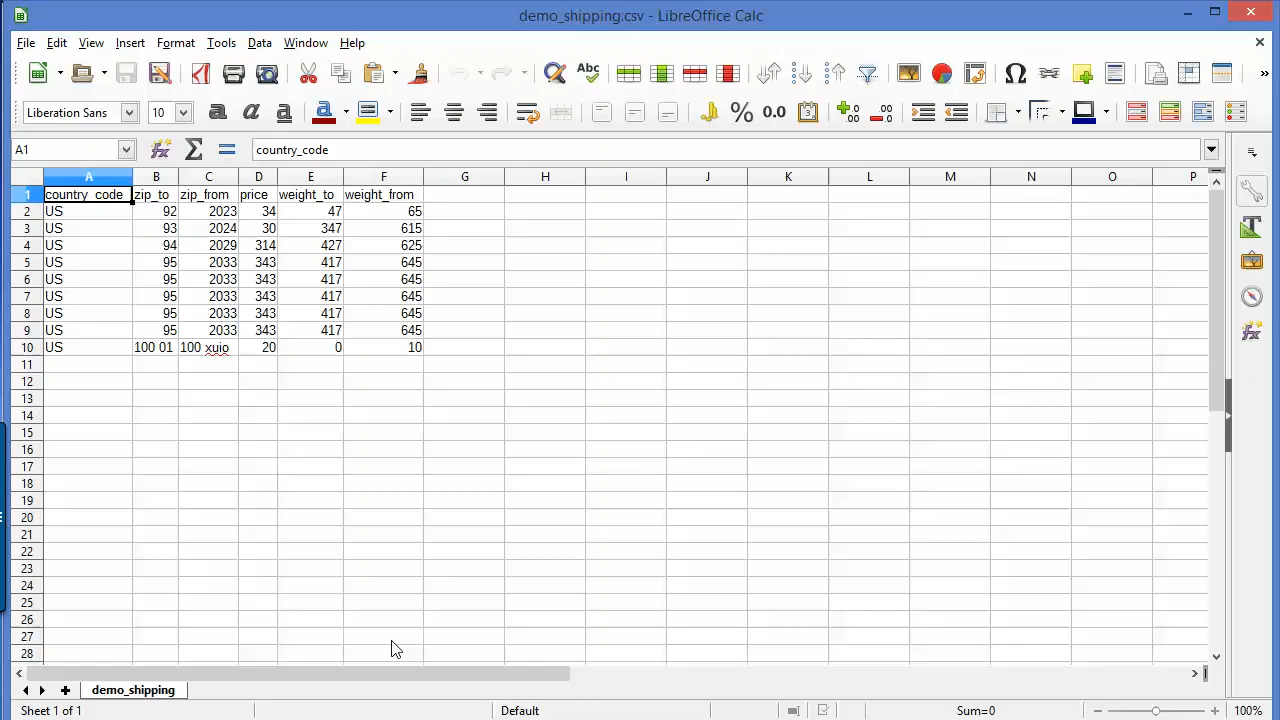 demo_shipping.csv - LibreOffice Calc
File Edit View Insert Format Tools Data Window Help
Abc
Liberation Sans 10 % 0.0
A1 country_code
A B C D E F G H I J K L M N O P
1 country_code zip_to zip_from price weight_to weight_from
2 US 92 2023 34 47 65
3 US 93 2024 30 347 615
4 US 94 2029 314 427 625
5 US 95 2033 343 417 645
6 US 95 2033 343 417 645
7 US 95 2033 343 417 645
8 US 95 2033 343 417 645
9 US 95 2033 343 417 645
10 US 100 01 100 xuio 20 0 10
11
12
13
14
15
16
17
18
19
20
21
22
23
24
25
26
27
28
demo_shipping
Sheet 1 of 1 Default Sum=0 100%